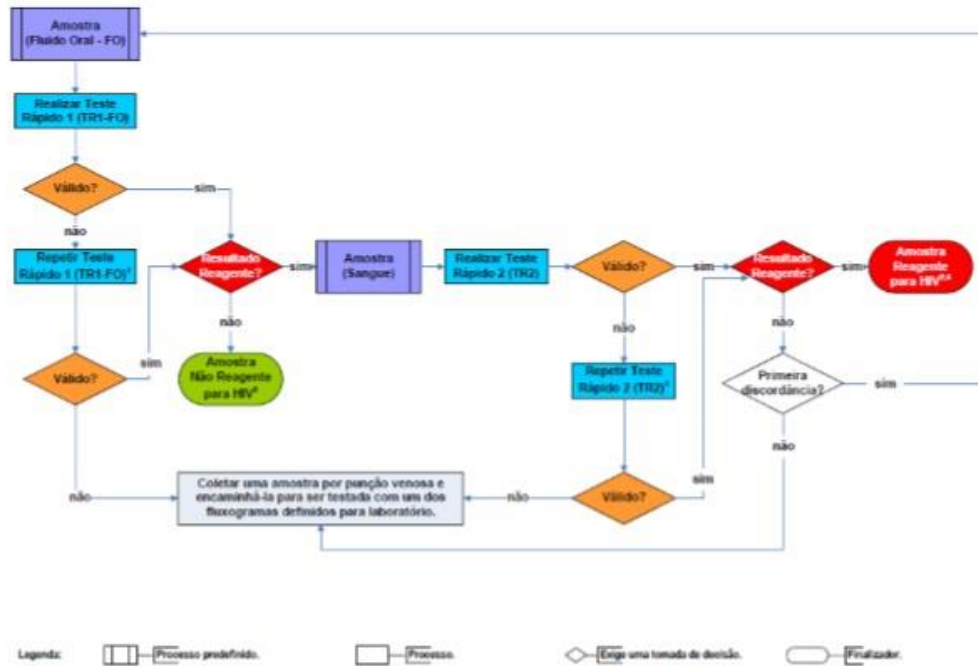 Amostra
(Fluido Oral - FO)
Realizar Teste
Rápido 1 (TR1-FO)
Válido?
sim
não
Repetir Teste
Rápido 1 (TR1-FO)
Resultado
Reagente?
sim
Amostra
(Sangue)
Realizar Teste
Rápido 2 (TR2)
Válido?
sim
Resultado
Reagente?
sim
Amostra
Reagente
para HIV
não
não
não
Válido?
sim
Amostra
Não Reagente
para HIV
Repetir Teste
Rápido 2 (TR2)
Primeira
discordância?
sim
não
não
Coletar uma amostra por punção venosa e
encaminhá-la para ser testada com um dos
fluxogramas definidos para laboratório.
não
Válido?
sim
Legenda:
Processo predefinido.
Processo.
Exige uma tomada de decisão.
Finalizador.